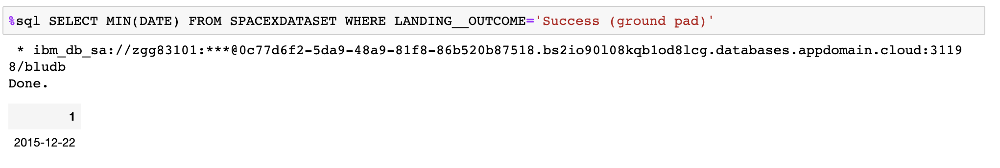 %sql SELECT MIN(DATE) FROM SPACEXDATASET WHERE LANDING__OUTCOME='Success (ground pad)'
* ibm_db_sa://zgg83101:***@0c77d6f2-5da9-48a9-81f8-86b520b87518.bs2io90l08kqb1od8lcg.databases.appdomain.cloud:3119
8/bludb
Done.
1
2015-12-22